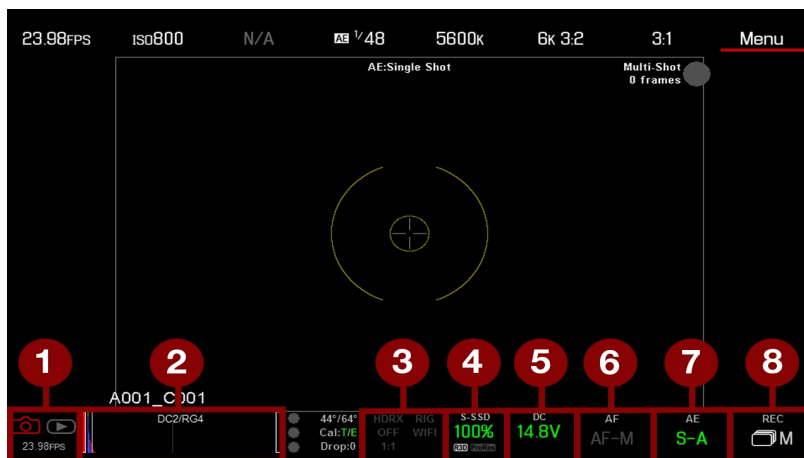 23.98FPS ISO800 N/A AE 1/48 5600K 6K 3:2 3:1 Menu
AE:Single Shot
Multi-Shot
0 frames
1 2 3 4 5 6 7 8
A001_C001
23.98FPS
DC2/RG4
44°/64°
Cal:T/E
Drop:0
HDRX RIG
OFF WIFI
1:1
S-SSD
100%
R3D ProRes
DC
14.8V
AF
AF-M
AE
S-A
REC
M